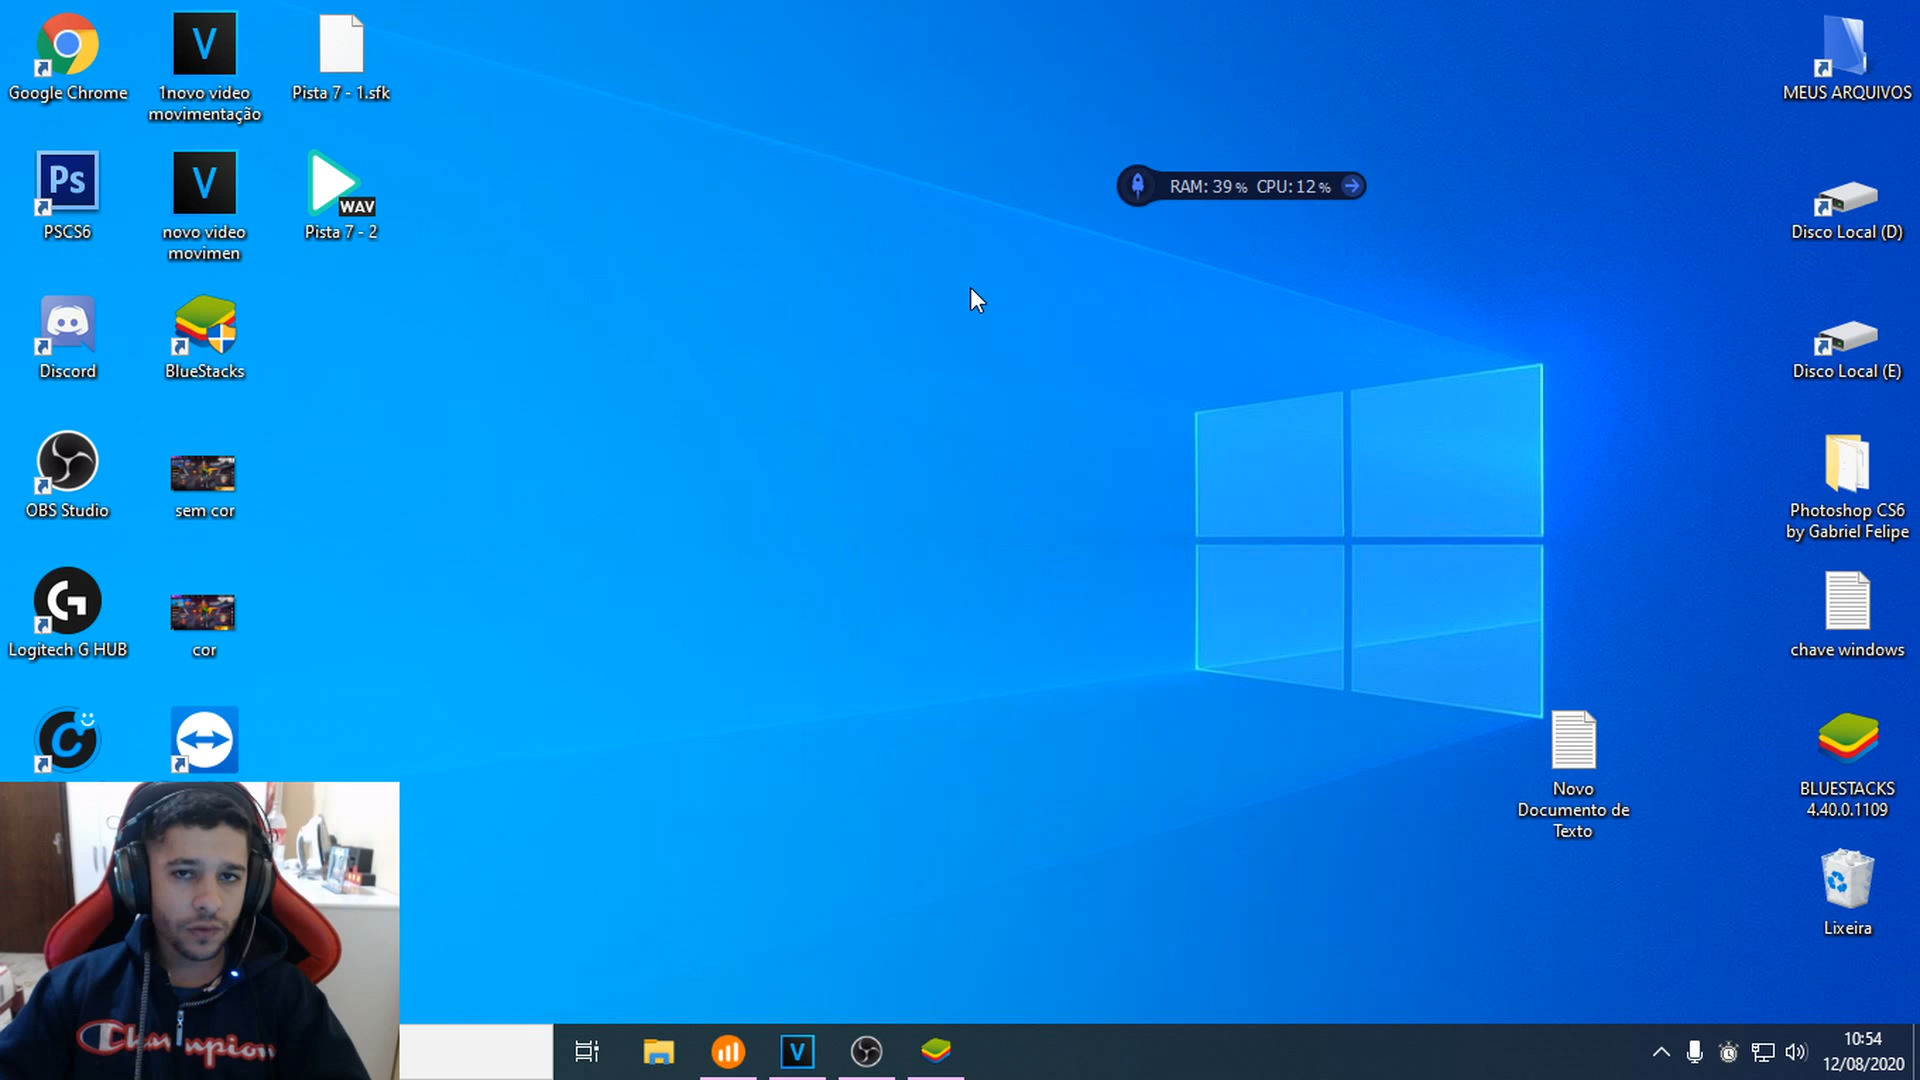 Google Chrome
1novo video
movimentação
Pista 7 - 1.sfk
MEUS ARQUIVOS
RAM: 39% CPU: 12%
Ps
PSCS6
novo video
movimen
WAV
Pista 7 - 2
Disco Local (D)
Discord
BlueStacks
Disco Local (E)
OBS Studio
sem cor
Photoshop CS6
by Gabriel Felipe
Logitech G HUB
cor
chave windows
Novo
Documento de
Texto
BLUESTACKS
4.40.0.1109
Lixeira
Champion
10:54
12/08/2020